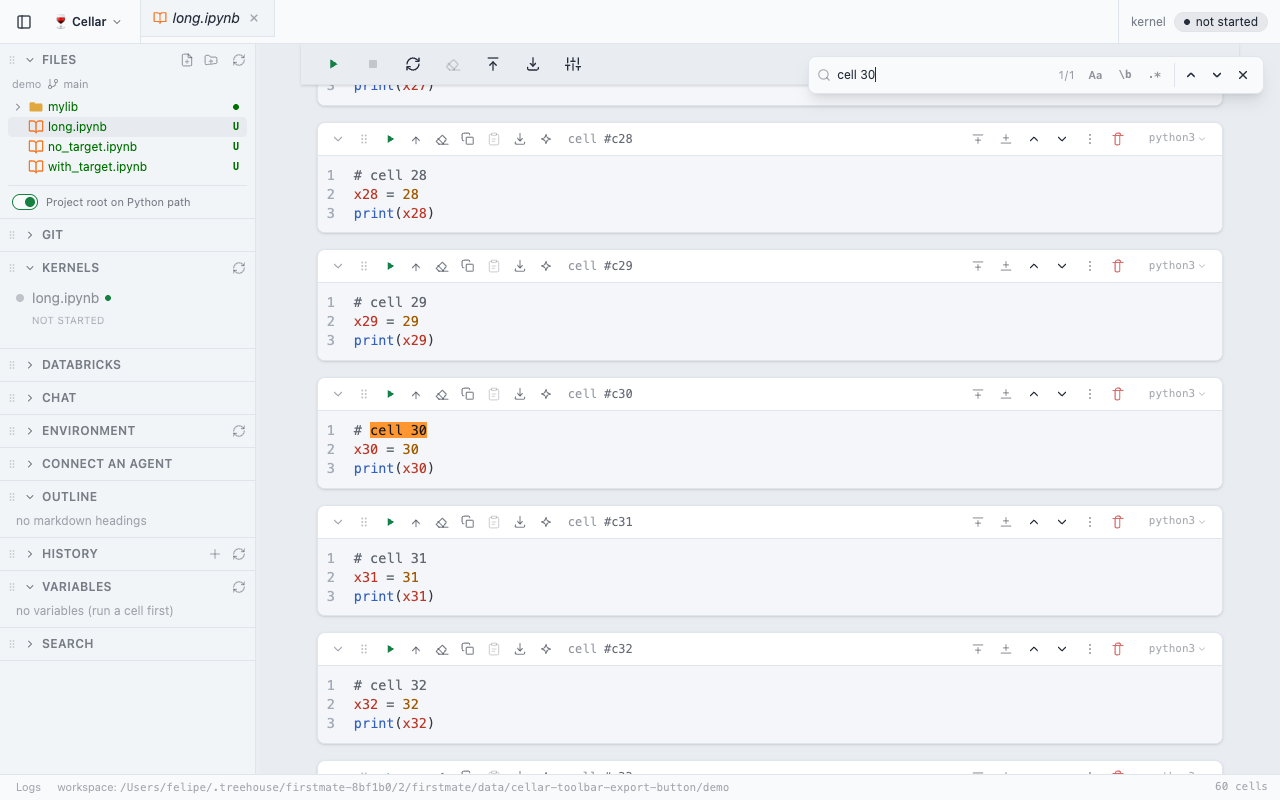 Cellar
long.ipynb
kernel
not started
FILES
demo main
mylib
long.ipynb U
no_target.ipynb U
with_target.ipynb U
Project root on Python path
GIT
KERNELS
long.ipynb
NOT STARTED
DATABRICKS
CHAT
ENVIRONMENT
CONNECT AN AGENT
OUTLINE
no markdown headings
HISTORY
VARIABLES
no variables (run a cell first)
SEARCH
cell 30 1/1 Aa \b .*
3 print(x27)
cell #c28 python3
1 # cell 28
2 x28 = 28
3 print(x28)
cell #c29 python3
1 # cell 29
2 x29 = 29
3 print(x29)
cell #c30 python3
1 # cell 30
2 x30 = 30
3 print(x30)
cell #c31 python3
1 # cell 31
2 x31 = 31
3 print(x31)
cell #c32 python3
1 # cell 32
2 x32 = 32
3 print(x32)
Logs workspace: /Users/felipe/.treehouse/firstmate-8bf1b0/2/firstmate/data/cellar-toolbar-export-button/demo 60 cells